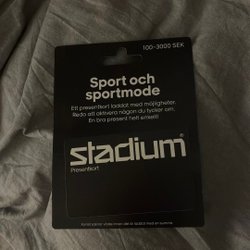 100-3000 SEK
Sport och
sportmode
Ett presentkort laddat med möjligheter.
Redo att aktivera någon du tycker om.
En bra present helt enkelt!
stadium®
Presentkort